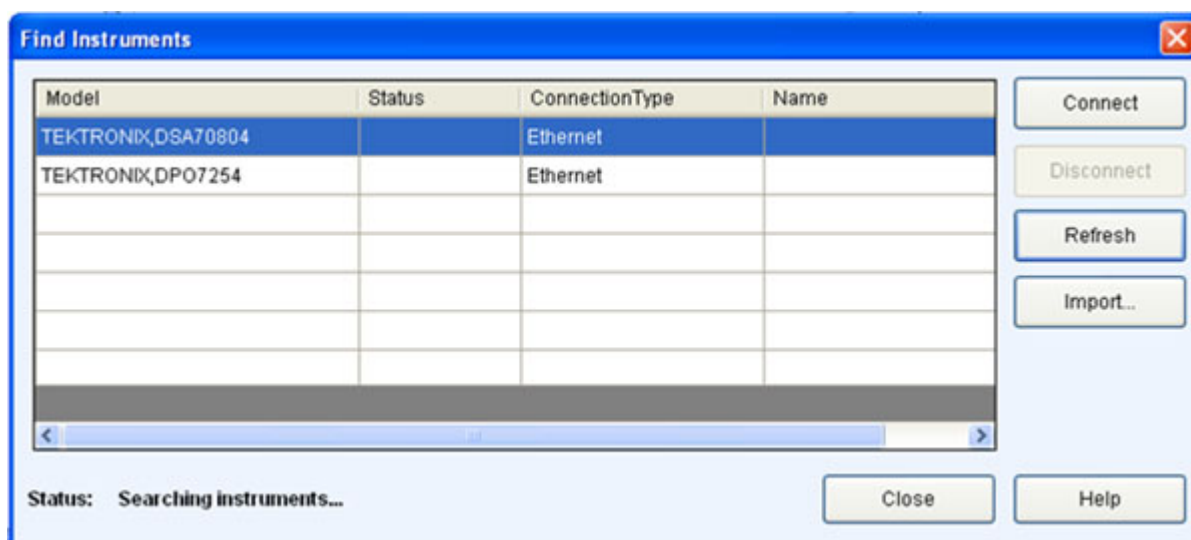 Find Instruments
Model Status ConnectionType Name
TEKTRONIX,DSA70804 Ethernet
TEKTRONIX,DPO7254 Ethernet
Connect
Disconnect
Refresh
Import...
Status: Searching instruments...
Close
Help